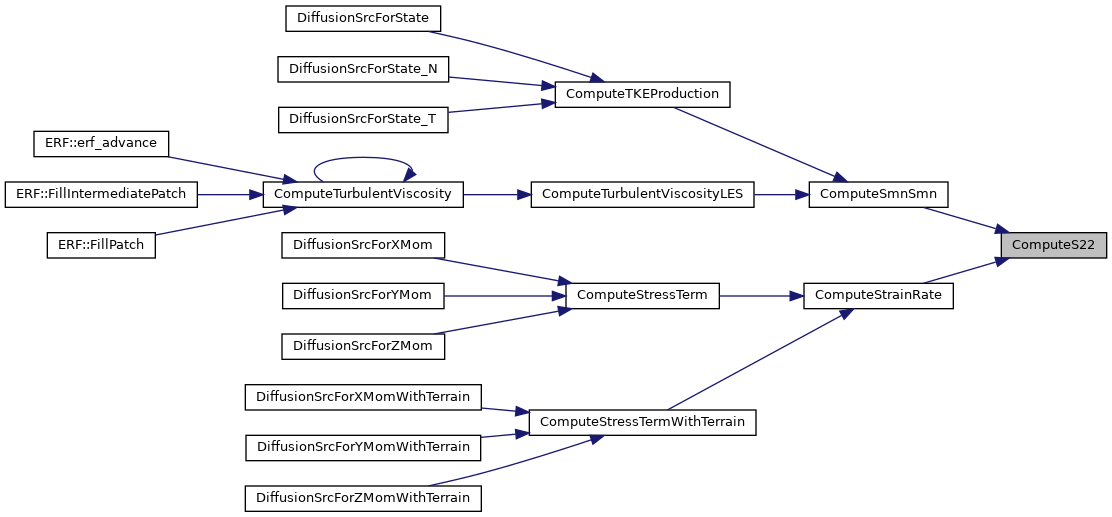 DiffusionSrcForState
DiffusionSrcForState_N
ComputeTKEProduction
DiffusionSrcForState_T
ERF::erf_advance
ERF::FillIntermediatePatch
ComputeTurbulentViscosity
ComputeTurbulentViscosityLES
ComputeSmnSmn
ERF::FillPatch
DiffusionSrcForXMom
ComputeS22
DiffusionSrcForYMom
ComputeStressTerm
ComputeStrainRate
DiffusionSrcForZMom
DiffusionSrcForXMomWithTerrain
ComputeStressTermWithTerrain
DiffusionSrcForYMomWithTerrain
DiffusionSrcForZMomWithTerrain